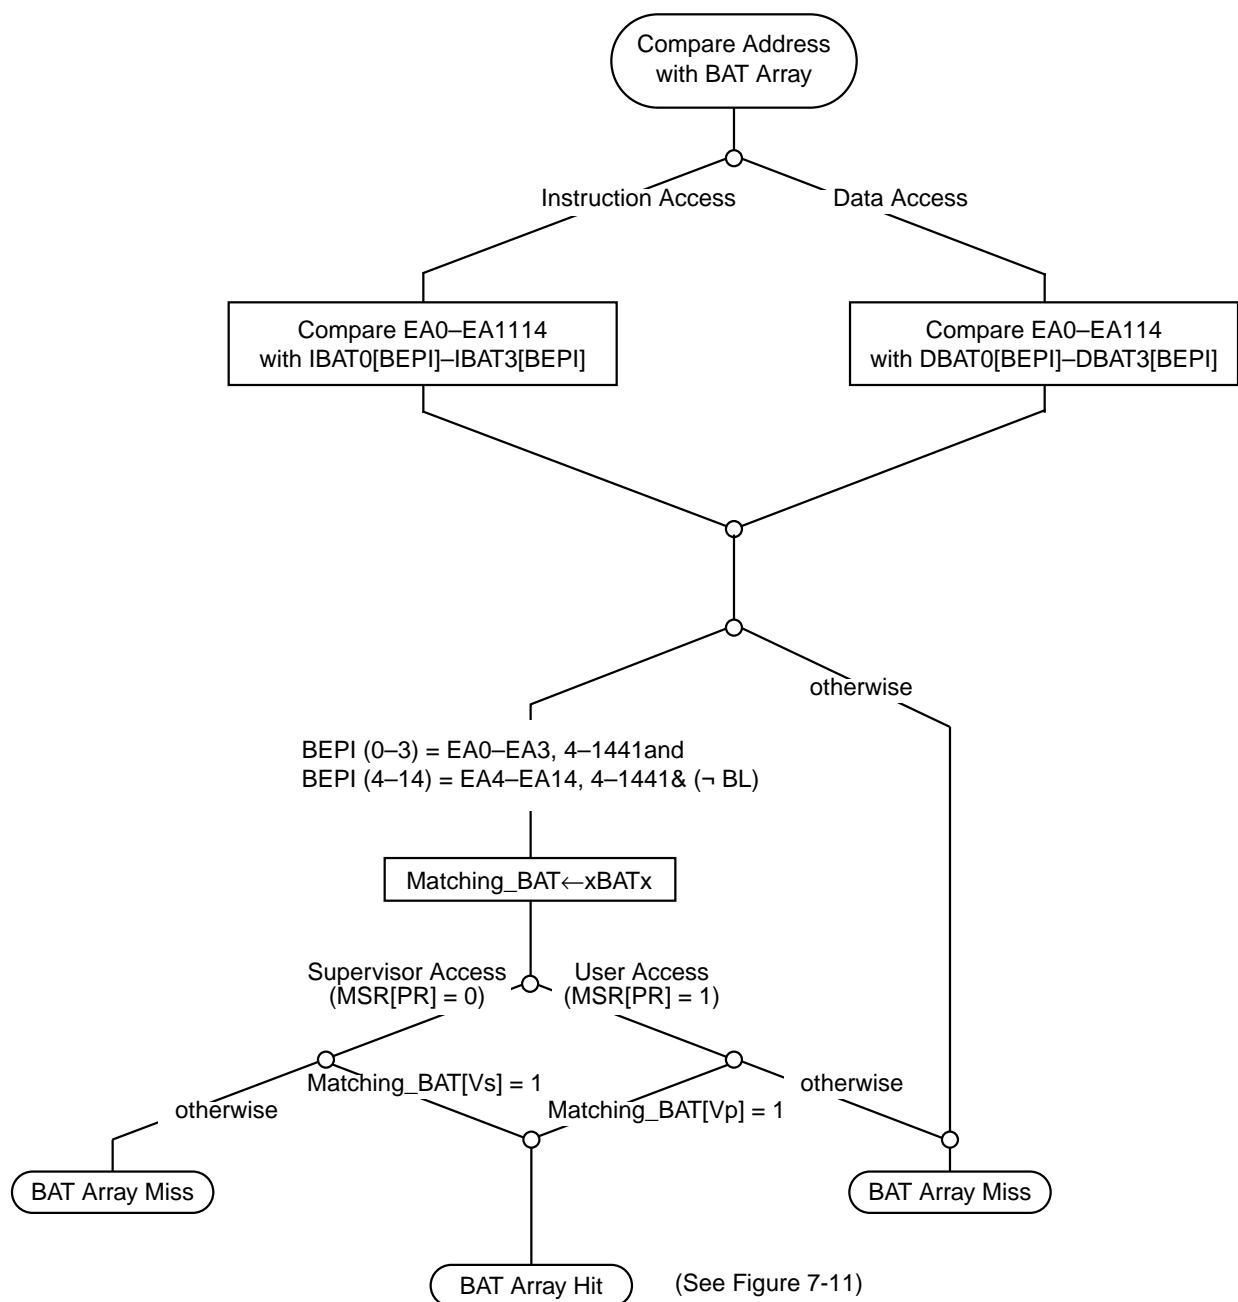 Compare Address
with BAT Array
Instruction Access
Data Access
Compare EA0–EA1114
with IBAT0[BEPI]–IBAT3[BEPI]
Compare EA0–EA114
with DBAT0[BEPI]–DBAT3[BEPI]
otherwise
BEPI (0–3) = EA0–EA3, 4–1441and
BEPI (4–14) = EA4–EA14, 4–1441& (¬ BL)
Matching_BAT←xBATx
Supervisor Access
(MSR[PR] = 0)
User Access
(MSR[PR] = 1)
Matching_BAT[Vs] = 1
otherwise
otherwise
Matching_BAT[Vp] = 1
BAT Array Miss
BAT Array Miss
BAT Array Hit
(See Figure 7-11)